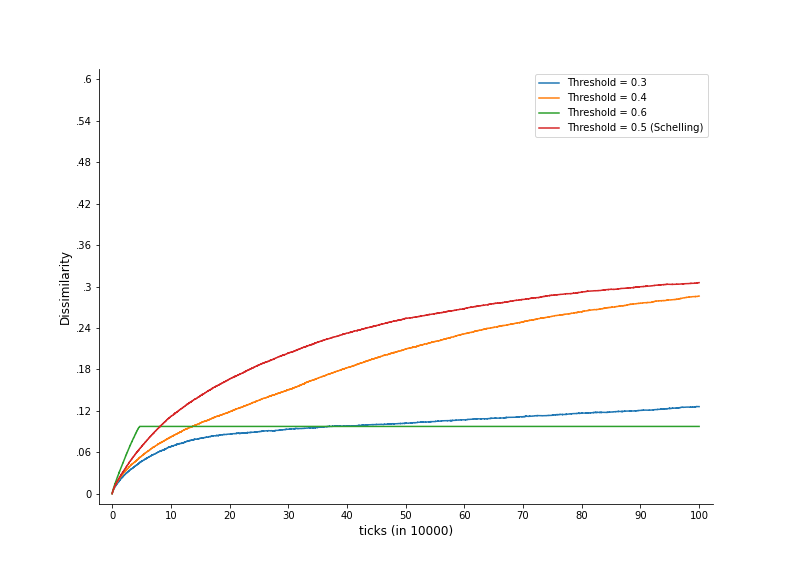 Threshold = 0.3
Threshold = 0.4
Threshold = 0.6
Threshold = 0.5 (Schelling)
Dissimilarity
.6
.54
.48
.42
.36
.3
.24
.18
.12
.06
0
0 10 20 30 40 50 60 70 80 90 100
ticks (in 10000)